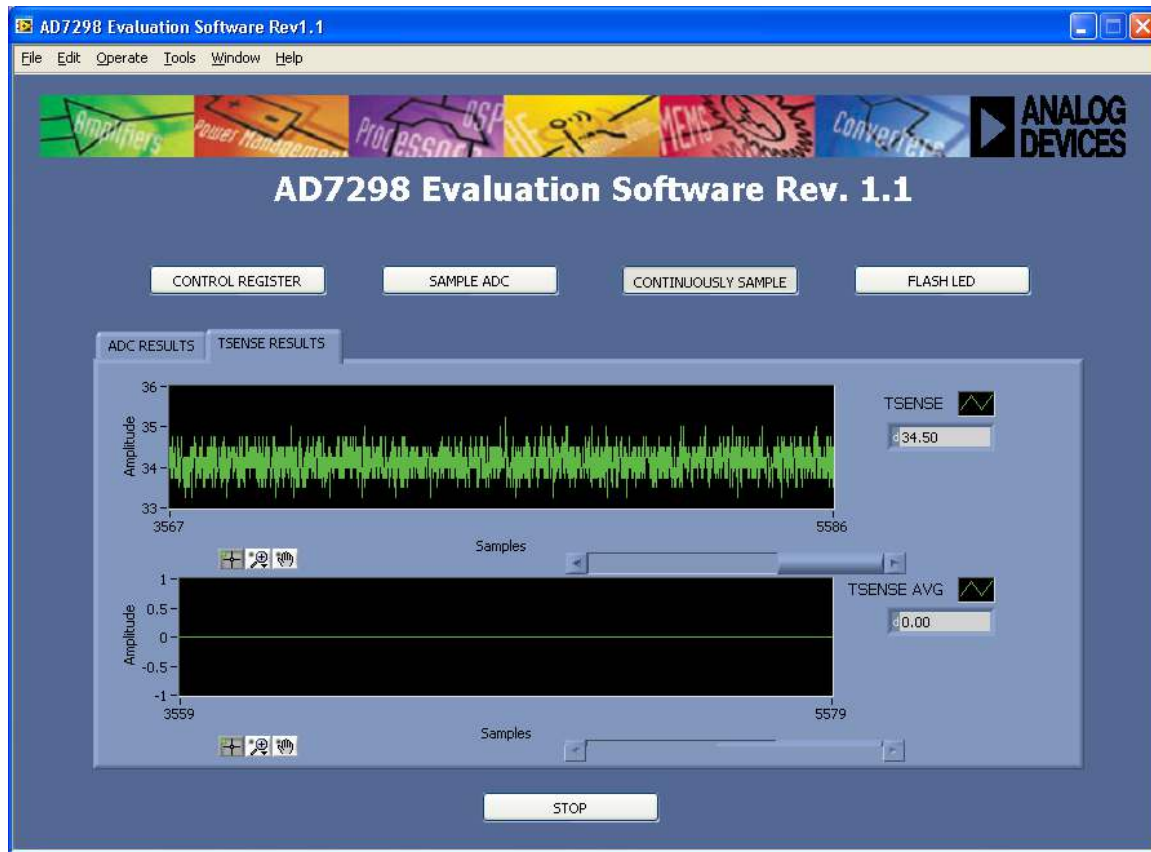 AD7298 Evaluation Software Rev1.1
File Edit Operate Tools Window Help
Amplifiers Power Management Processors DSP RF MEMS Converters
ANALOG
DEVICES
AD7298 Evaluation Software Rev. 1.1
CONTROL REGISTER SAMPLE ADC CONTINUOUSLY SAMPLE FLASH LED
ADC RESULTS TSENSE RESULTS
36
35
34
33
Amplitude
3567 5586
Samples
TSENSE
d 34.50
1
0.5
0
-0.5
-1
Amplitude
3559 5579
Samples
TSENSE AVG
d 0.00
STOP